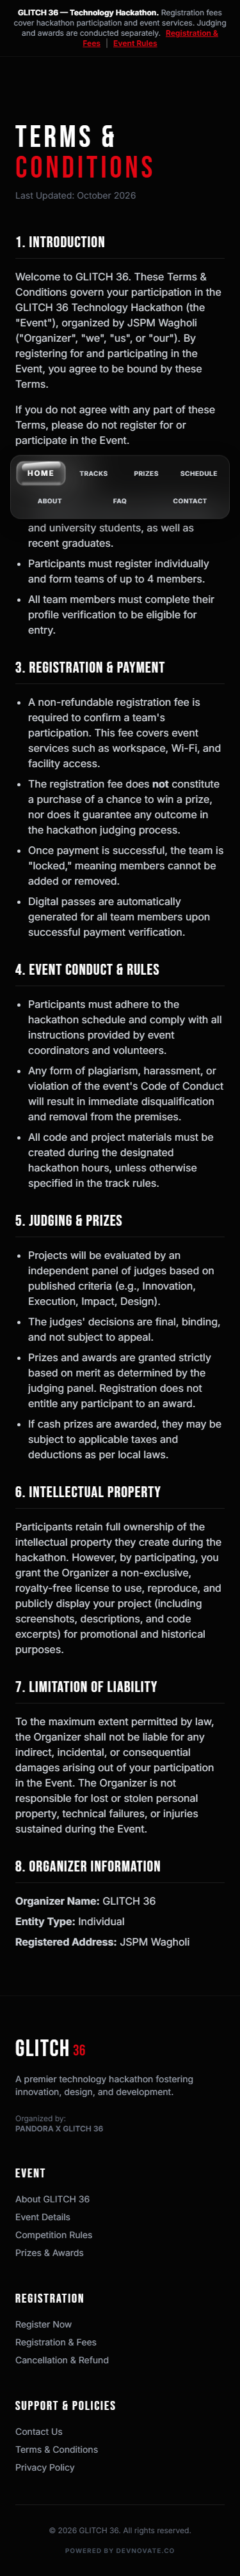 GLITCH 36 — Technology Hackathon. Registration fees
cover hackathon participation and event services. Judging
and awards are conducted separately. Registration &
Fees | Event Rules
TERMS &
CONDITIONS
Last Updated: October 2026
1. INTRODUCTION
Welcome to GLITCH 36. These Terms &
Conditions govern your participation in the
GLITCH 36 Technology Hackathon (the
"Event"), organized by JSPM Wagholi
("Organizer", "we", "us", or "our"). By
registering for and participating in the
Event, you agree to be bound by these
Terms.
If you do not agree with any part of these
Terms, please do not register for or
participate in the Event.
HOME TRACKS PRIZES SCHEDULE
ABOUT FAQ CONTACT
and university students, as well as
recent graduates.
• Participants must register individually
and form teams of up to 4 members.
• All team members must complete their
profile verification to be eligible for
entry.
3. REGISTRATION & PAYMENT
• A non-refundable registration fee is
required to confirm a team's
participation. This fee covers event
services such as workspace, Wi-Fi, and
facility access.
• The registration fee does not constitute
a purchase of a chance to win a prize,
nor does it guarantee any outcome in
the hackathon judging process.
• Once payment is successful, the team is
"locked," meaning members cannot be
added or removed.
• Digital passes are automatically
generated for all team members upon
successful payment verification.
4. EVENT CONDUCT & RULES
• Participants must adhere to the
hackathon schedule and comply with all
instructions provided by event
coordinators and volunteers.
• Any form of plagiarism, harassment, or
violation of the event's Code of Conduct
will result in immediate disqualification
and removal from the premises.
• All code and project materials must be
created during the designated
hackathon hours, unless otherwise
specified in the track rules.
5. JUDGING & PRIZES
• Projects will be evaluated by an
independent panel of judges based on
published criteria (e.g., Innovation,
Execution, Impact, Design).
• The judges' decisions are final, binding,
and not subject to appeal.
• Prizes and awards are granted strictly
based on merit as determined by the
judging panel. Registration does not
entitle any participant to an award.
• If cash prizes are awarded, they may be
subject to applicable taxes and
deductions as per local laws.
6. INTELLECTUAL PROPERTY
Participants retain full ownership of the
intellectual property they create during the
hackathon. However, by participating, you
grant the Organizer a non-exclusive,
royalty-free license to use, reproduce, and
publicly display your project (including
screenshots, descriptions, and code
excerpts) for promotional and historical
purposes.
7. LIMITATION OF LIABILITY
To the maximum extent permitted by law,
the Organizer shall not be liable for any
indirect, incidental, or consequential
damages arising out of your participation
in the Event. The Organizer is not
responsible for lost or stolen personal
property, technical failures, or injuries
sustained during the Event.
8. ORGANIZER INFORMATION
Organizer Name: GLITCH 36
Entity Type: Individual
Registered Address: JSPM Wagholi
GLITCH 36
A premier technology hackathon fostering
innovation, design, and development.
Organized by:
PANDORA X GLITCH 36
EVENT
About GLITCH 36
Event Details
Competition Rules
Prizes & Awards
REGISTRATION
Register Now
Registration & Fees
Cancellation & Refund
SUPPORT & POLICIES
Contact Us
Terms & Conditions
Privacy Policy
© 2026 GLITCH 36. All rights reserved.
POWERED BY DEVNOVATE.CO